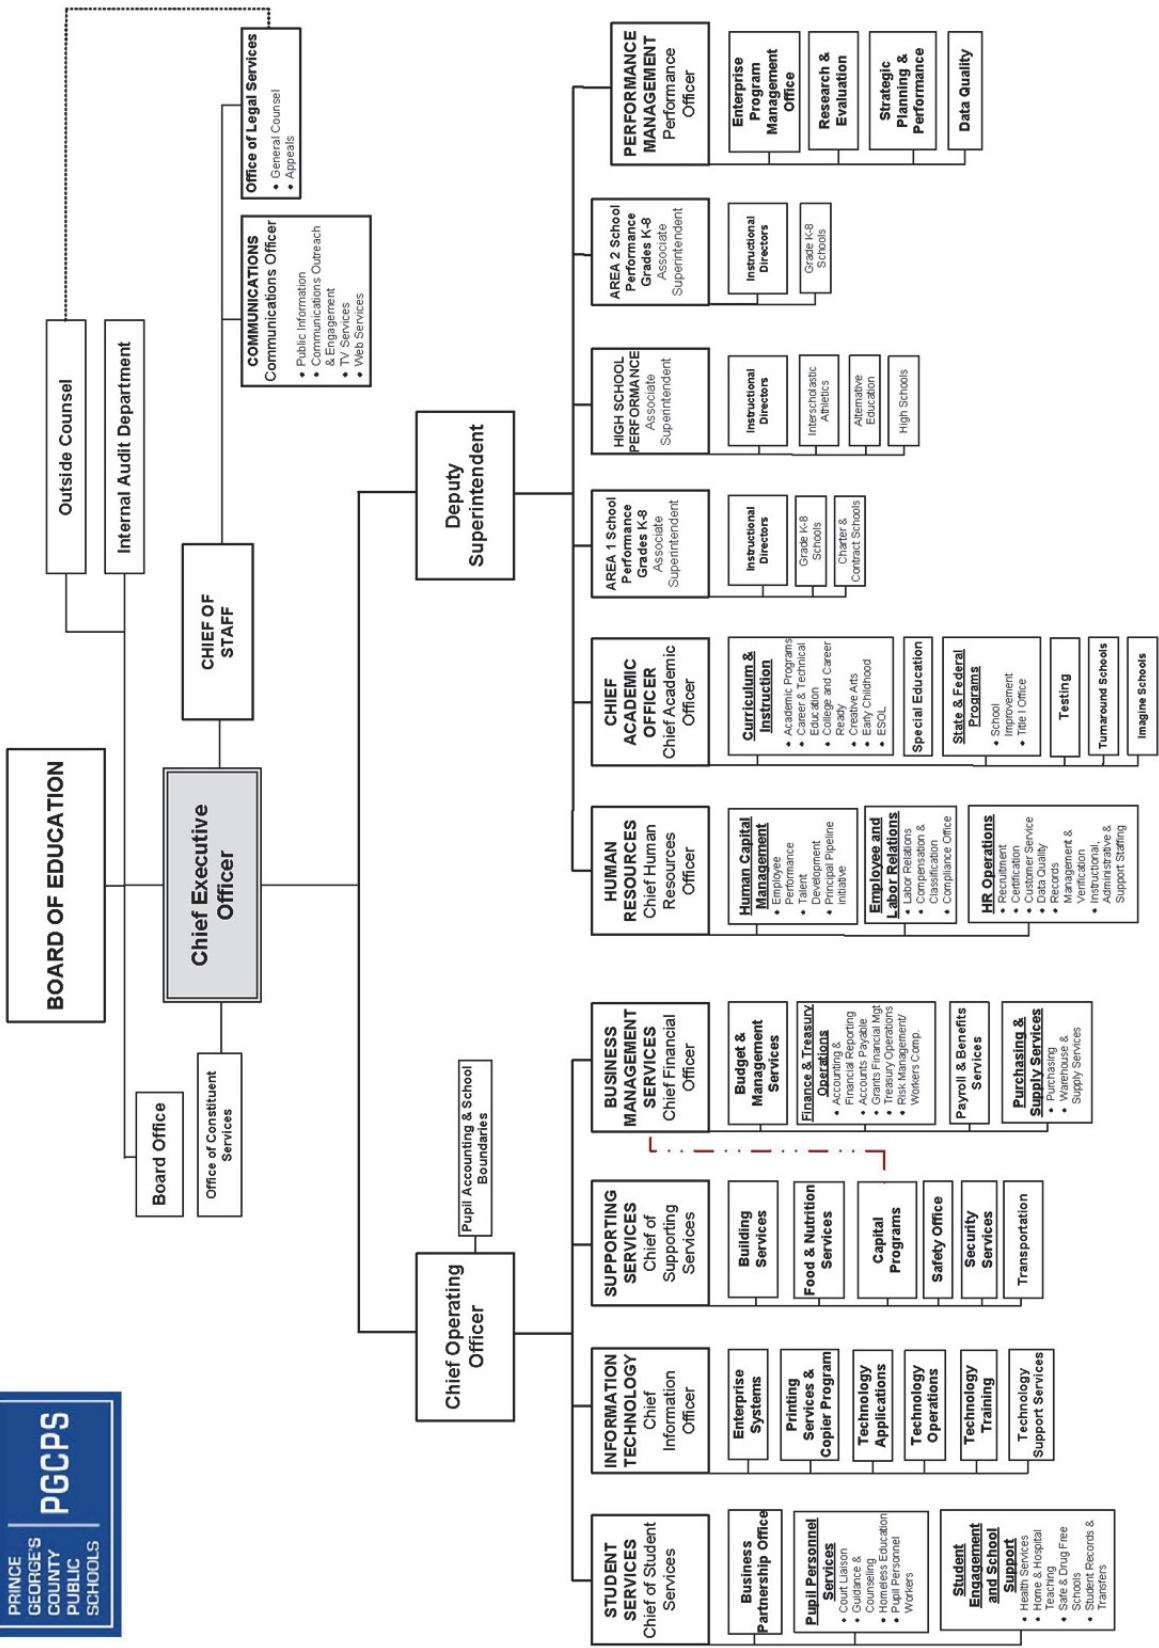 PRINCE
GEORGE'S
COUNTY
PUBLIC
SCHOOLS
PGCPS
BOARD OF EDUCATION
Outside Counsel
Internal Audit Department
Board Office
Chief Executive
Officer
Office of Constituent
Services
CHIEF OF
STAFF
COMMUNICATIONS
Communications Officer
• Public Information
• Communications Outreach
& Engagement
• TV Services
• Web Services
Office of Legal Services
• General Counsel
• Appeals
Chief Operating
Officer
Pupil Accounting & School
Boundaries
Deputy
Superintendent
STUDENT
SERVICES
Chief of Student
Services
Business
Partnership Office
Pupil Personnel
Services
• Court Liaison
• Guidance &
Counseling
• Homeless Education
• Pupil Personnel
Workers
Student
Engagement
and School
Support
• Health Services
• Home & Hospital
Teaching
• Safe & Drug Free
Schools
• Student Records &
Transfers
INFORMATION
TECHNOLOGY
Chief
Information
Officer
Enterprise
Systems
Printing
Services &
Copier Program
Technology
Applications
Technology
Operations
Technology
Training
Technology
Support Services
SUPPORTING
SERVICES
Chief of
Supporting
Services
Building
Services
Food & Nutrition
Services
Capital
Programs
Safety Office
Security
Services
Transportation
BUSINESS
MANAGEMENT
SERVICES
Chief Financial
Officer
Budget &
Management
Services
Finance & Treasury
Operations
• Accounting &
Financial Reporting
• Accounts Payable
• Grants Financial Mgt
• Treasury Operations
• Risk Management/
Workers Comp.
Payroll & Benefits
Services
Purchasing &
Supply Services
• Purchasing
• Warehouse &
Supply Services
HUMAN
RESOURCES
Chief Human
Resources
Officer
Human Capital
Management
• Employee
Performance
• Talent
Development
• Principal Pipeline
Initiative
Employee and
Labor Relations
• Labor Relations
• Compensation &
Classification
• Compliance Office
HR Operations
• Recruitment
• Certification
• Customer Service
• Data Quality
• Records
Management &
Verification
• Instructional,
Administrative &
Support Staffing
CHIEF
ACADEMIC
OFFICER
Chief Academic
Officer
Curriculum &
Instruction
• Academic Programs
• Career & Technical
Education
• College and Career
Ready
• Creative Arts
• Early Childhood
• ESOL
Special Education
State & Federal
Programs
• School
Improvement
• Title I Office
Testing
Turnaround Schools
Imagine Schools
AREA 1 School
Performance
Grades K-8
Associate
Superintendent
Instructional
Directors
Grade K-8
Schools
Charter &
Contract Schools
HIGH SCHOOL
PERFORMANCE
Associate
Superintendent
Instructional
Directors
Interscholastic
Athletics
Alternative
Education
High Schools
AREA 2 School
Performance
Grades K-8
Associate
Superintendent
Instructional
Directors
Grade K-8
Schools
PERFORMANCE
MANAGEMENT
Performance
Officer
Enterprise
Program
Management
Office
Research &
Evaluation
Strategic
Planning &
Performance
Data Quality